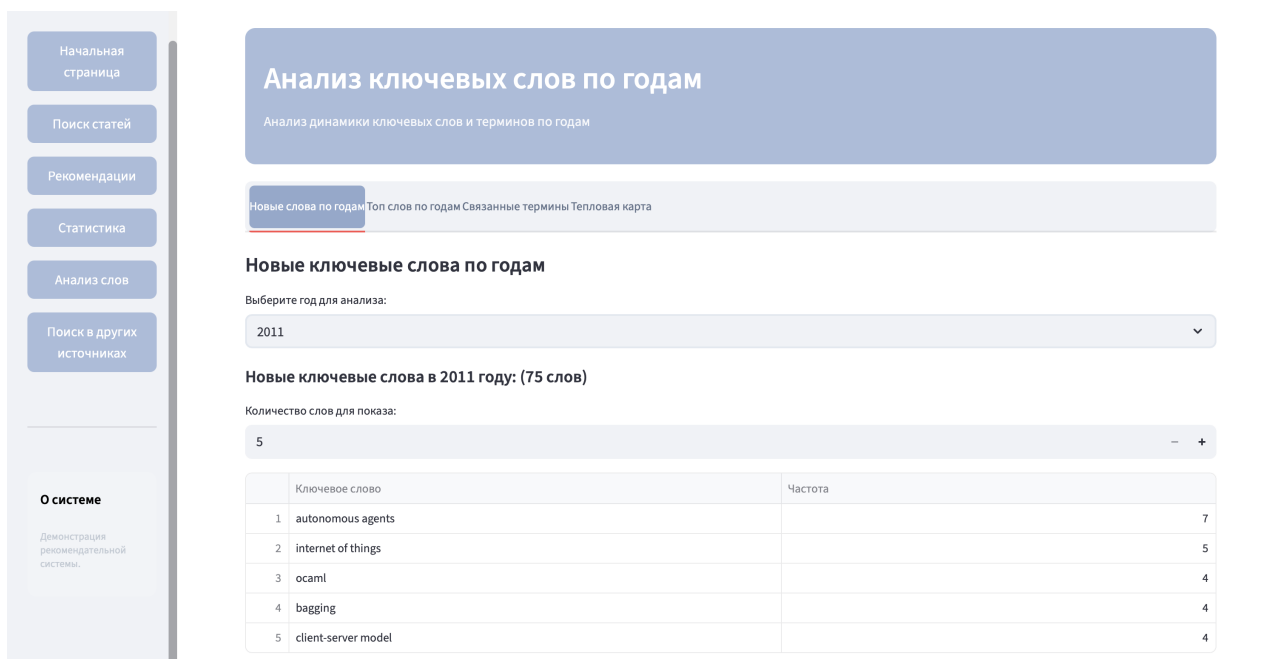 Начальная
страница
Поиск статей
Рекомендации
Статистика
Анализ слов
Поиск в других
источниках
О системе
Демонстрация
рекомендательной
системы.
Анализ ключевых слов по годам
Анализ динамики ключевых слов и терминов по годам
Новые слова по годам Топ слов по годам Связанные термины Тепловая карта
Новые ключевые слова по годам
Выберите год для анализа:
2011
Новые ключевые слова в 2011 году: (75 слов)
Количество слов для показа:
5 − +
Ключевое слово Частота
1 autonomous agents 7
2 internet of things 5
3 ocaml 4
4 bagging 4
5 client-server model 4